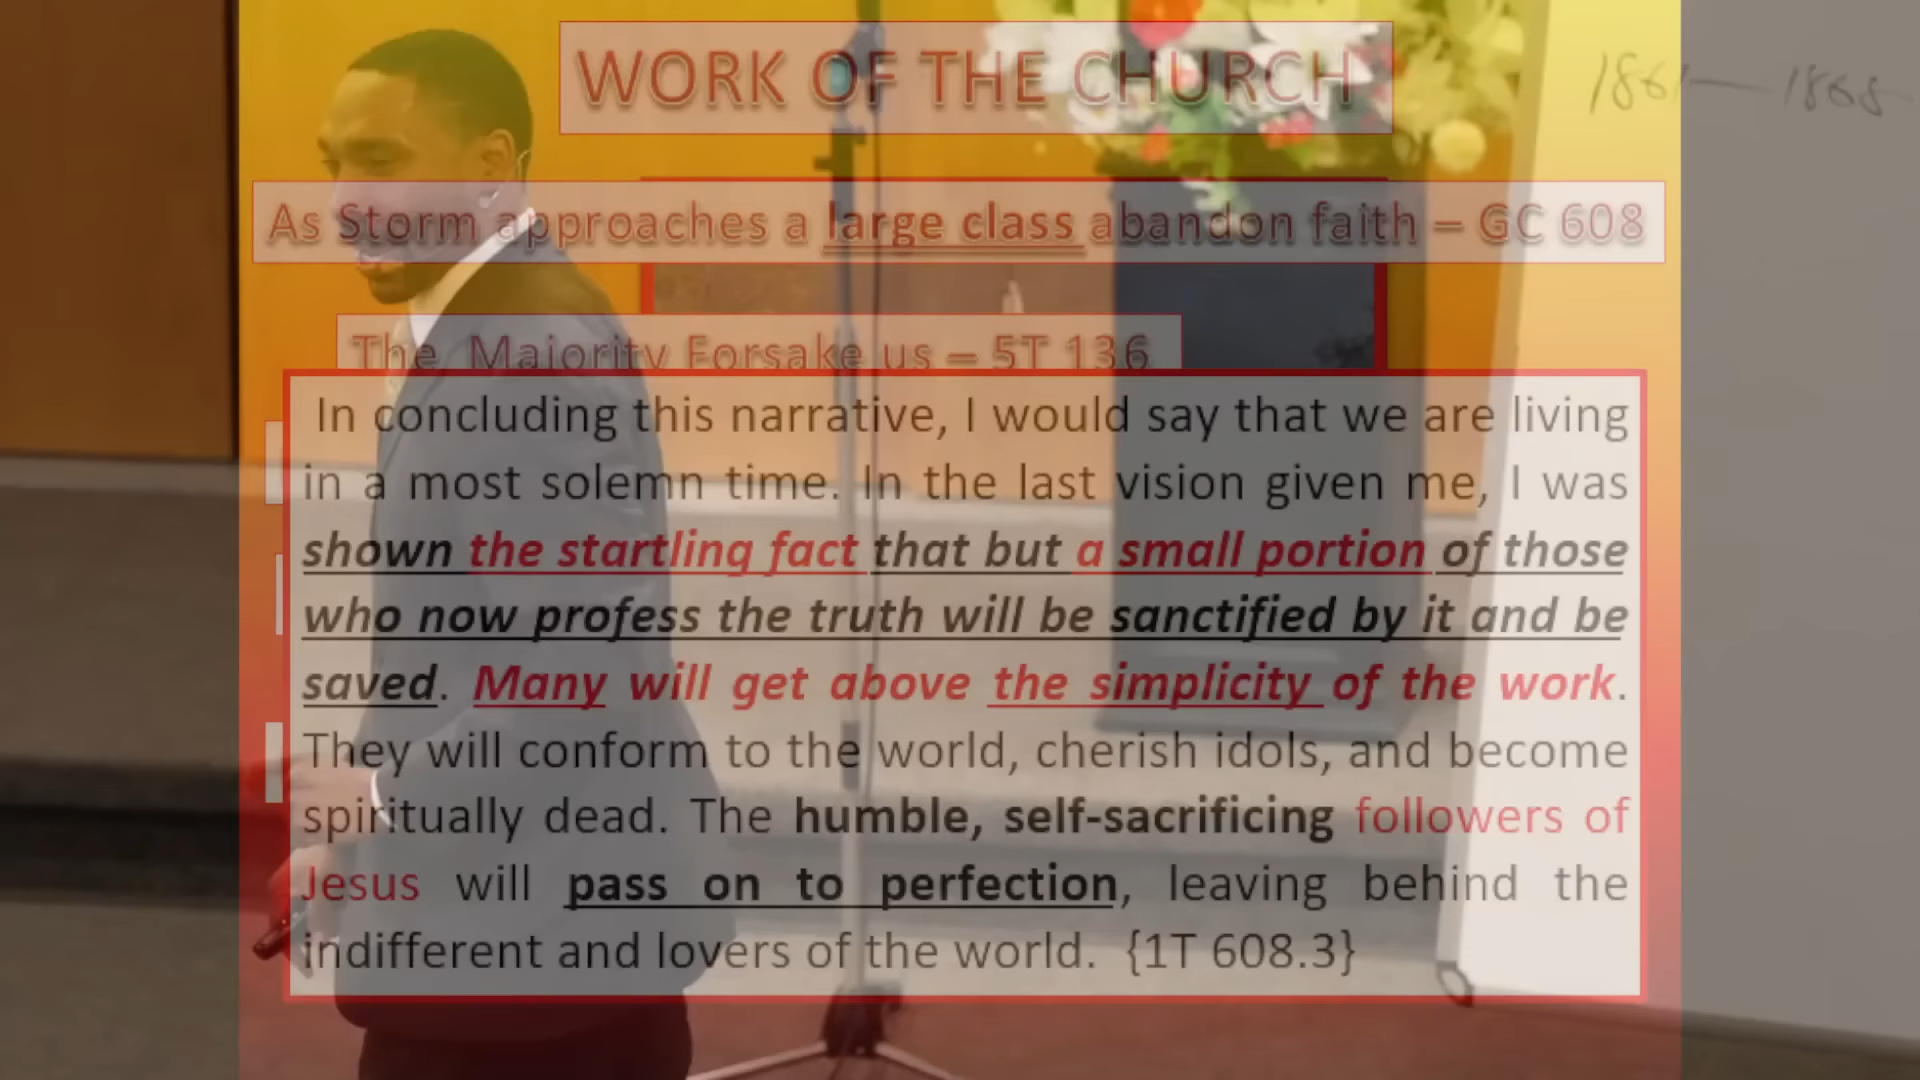 WORK OF THE CHURCH
1861 — 1868
As Storm approaches a large class abandon faith – GC 608
The Majority Forsake us – 5T 136
In concluding this narrative, I would say that we are living
in a most solemn time. In the last vision given me, I was
shown the startling fact that but a small portion of those
who now profess the truth will be sanctified by it and be
saved. Many will get above the simplicity of the work.
They will conform to the world, cherish idols, and become
spiritually dead. The humble, self-sacrificing followers of
Jesus will pass on to perfection, leaving behind the
indifferent and lovers of the world. {1T 608.3}